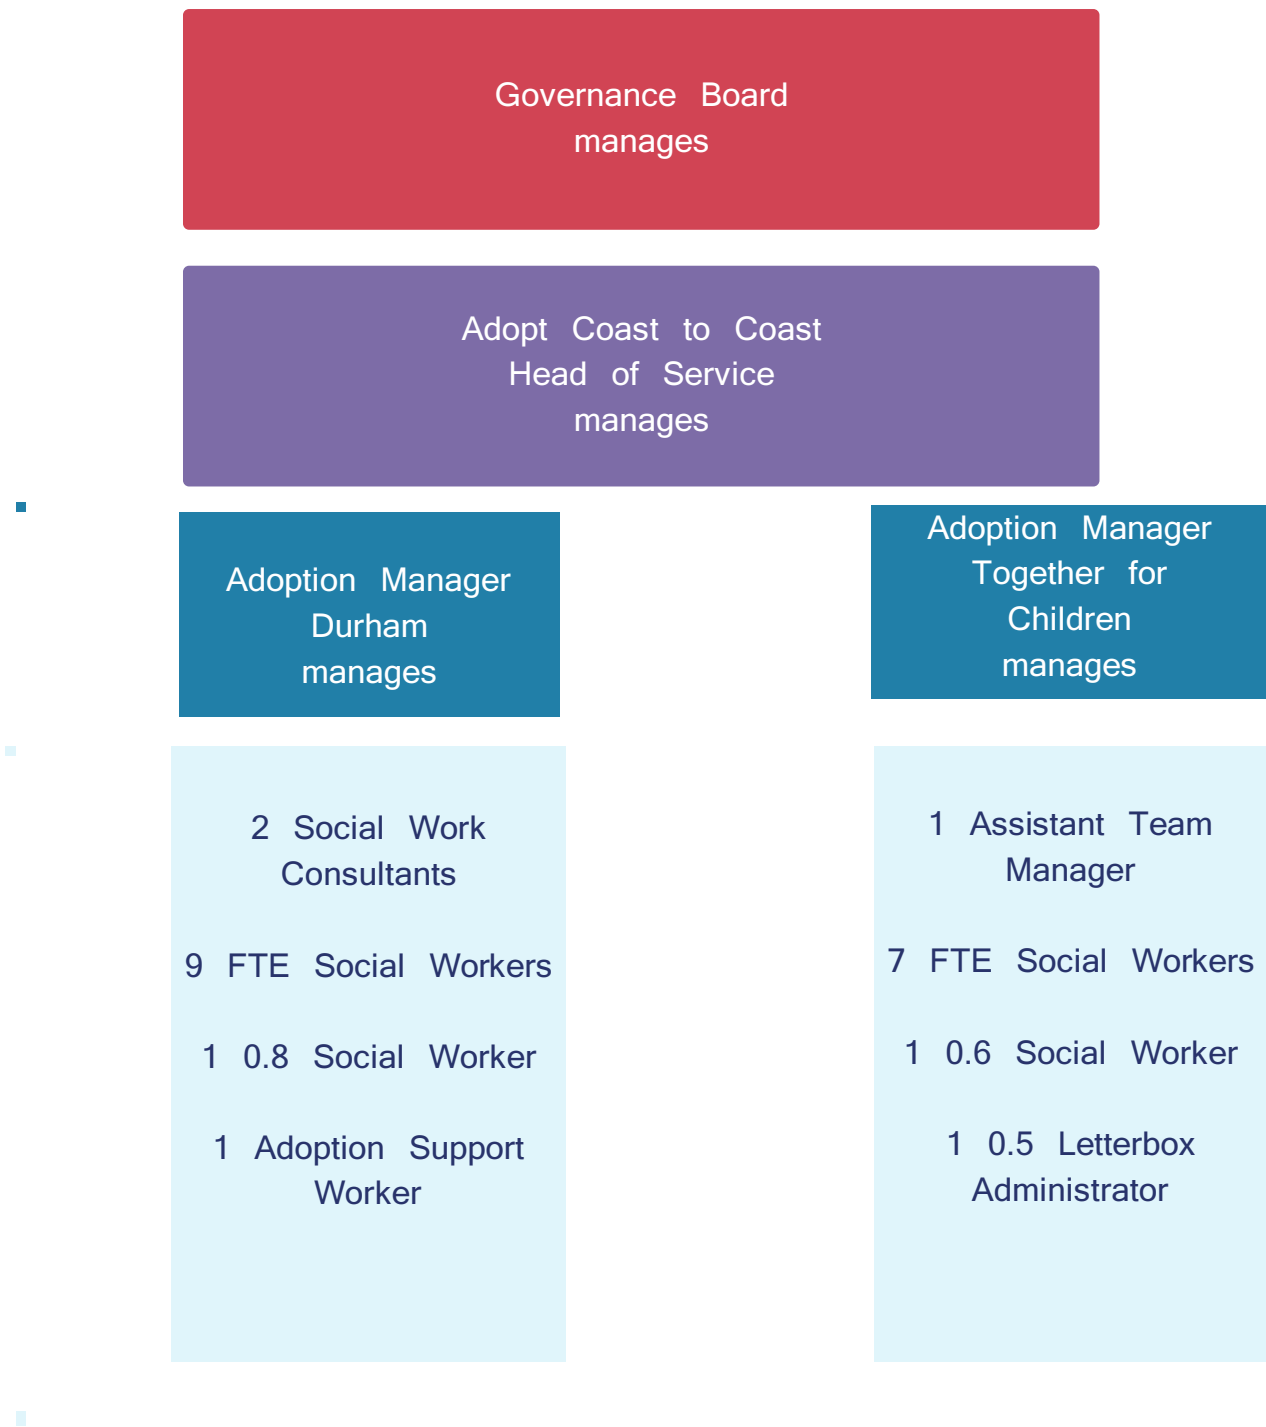 Governance Board
manages
Adopt Coast to Coast
Head of Service
manages
Adoption Manager
Durham
manages
Adoption Manager
Together for
Children
manages
2 Social Work
Consultants
9 FTE Social Workers
1 0.8 Social Worker
1 Adoption Support
Worker
1 Assistant Team
Manager
7 FTE Social Workers
1 0.6 Social Worker
1 0.5 Letterbox
Administrator